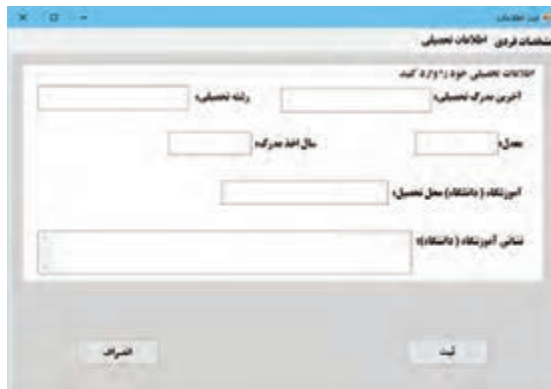 ثبت اطلاعات
مشخصات فردی اطلاعات تحصیلی
اطلاعات تحصیلی خود را وارد کنید
آخرین مدرک تحصیلی: رشته تحصیلی:
معدل: سال اخذ مدرک:
آموزشگاه (دانشگاه) محل تحصیل:
نشانی آموزشگاه (دانشگاه):
ثبت انصراف